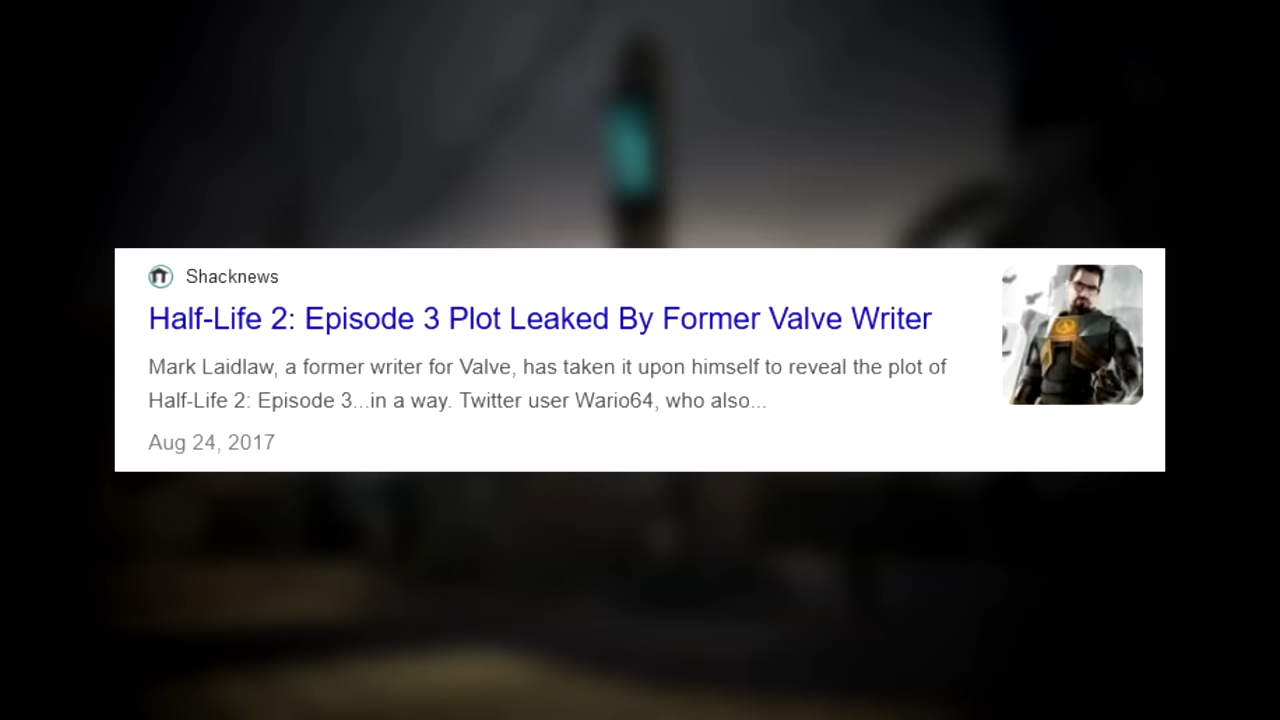 Shacknews
Half-Life 2: Episode 3 Plot Leaked By Former Valve Writer
Mark Laidlaw, a former writer for Valve, has taken it upon himself to reveal the plot of
Half-Life 2: Episode 3...in a way. Twitter user Wario64, who also...
Aug 24, 2017